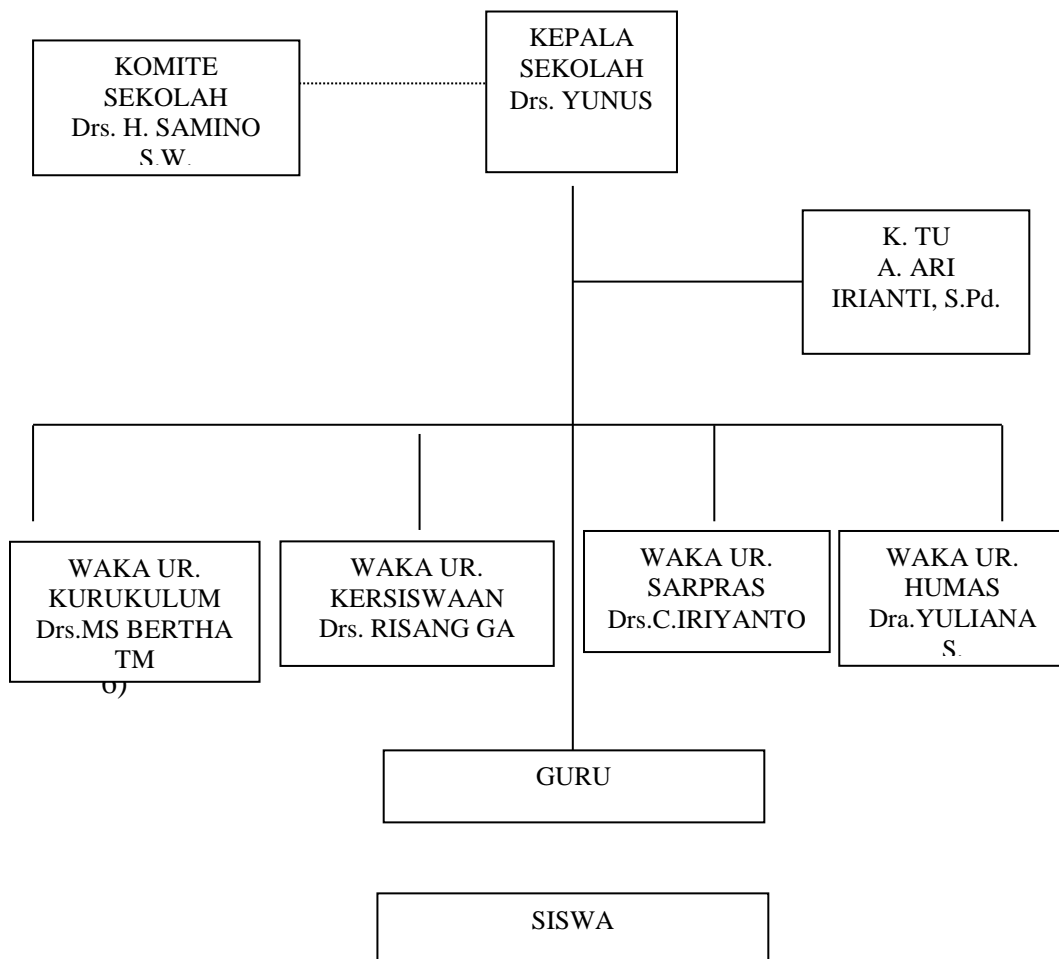 KEPALA
SEKOLAH
Drs. YUNUS
KOMITE
SEKOLAH
Drs. H. SAMINO
S.W.
K. TU
A. ARI
IRIANTI, S.Pd.
WAKA UR.
KURUKULUM
Drs.MS BERTHA
TM
6)
WAKA UR.
KERSISWAAN
Drs. RISANG GA
WAKA UR.
SARPRAS
Drs.C.IRIYANTO
WAKA UR.
HUMAS
Dra.YULIANA
S.
GURU
SISWA